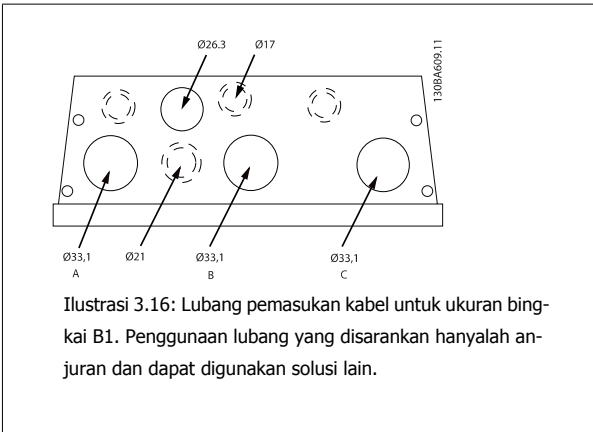 Ø26.3 Ø17
130BA609.11
Ø33,1 Ø21 Ø33,1 Ø33,1
A B C
Ilustrasi 3.16: Lubang pemasukan kabel untuk ukuran bing-
kai B1. Penggunaan lubang yang disarankan hanyalah an-
juran dan dapat digunakan solusi lain.